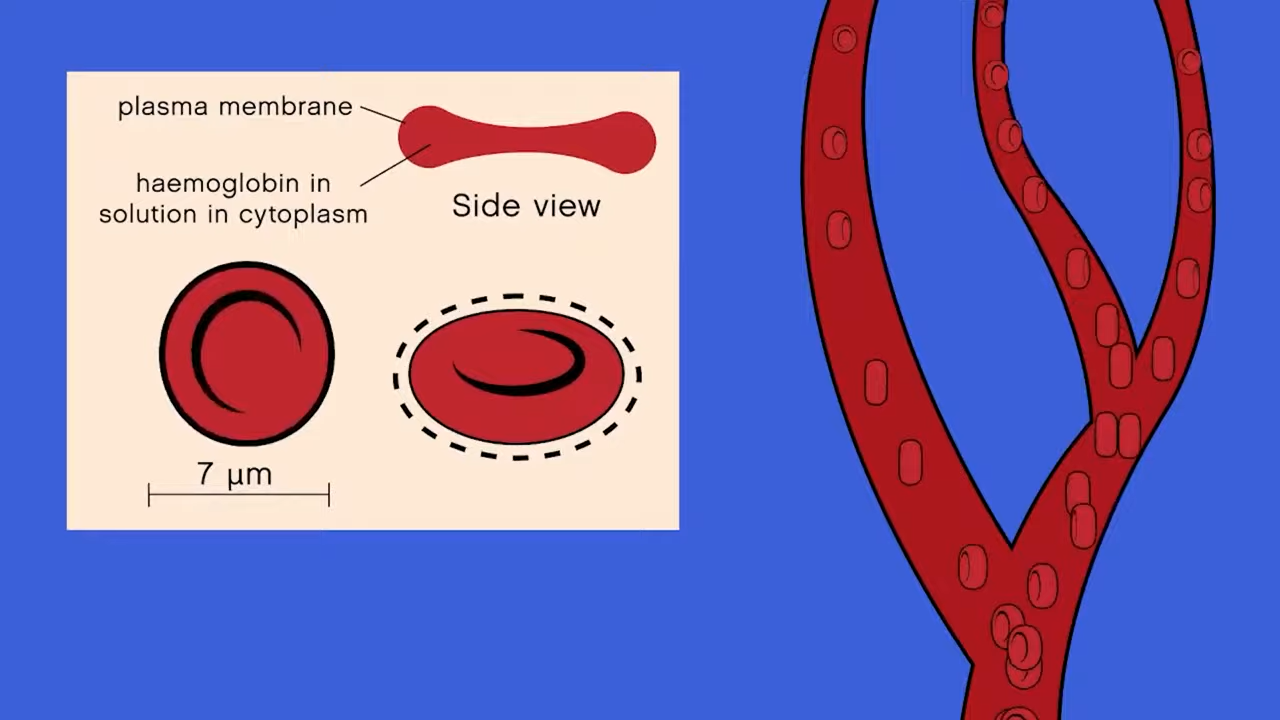 plasma membrane
haemoglobin in
solution in cytoplasm
Side view
7 µm